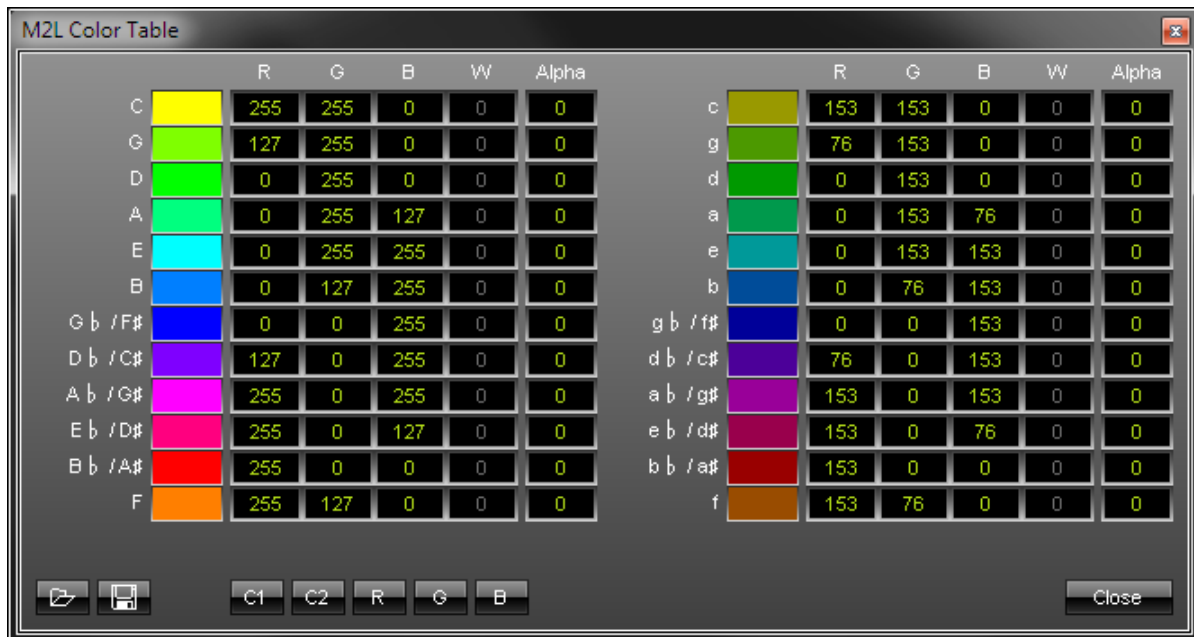 M2L Color Table
R G B W Alpha R G B W Alpha
C 255 255 0 0 0 c 153 153 0 0 0
G 127 255 0 0 0 g 76 153 0 0 0
D 0 255 0 0 0 d 0 153 0 0 0
A 0 255 127 0 0 a 0 153 76 0 0
E 0 255 255 0 0 e 0 153 153 0 0
B 0 127 255 0 0 b 0 76 153 0 0
G♭ /F# 0 0 255 0 0 g♭ /f# 0 0 153 0 0
D♭ /C# 127 0 255 0 0 d♭ /c# 76 0 153 0 0
A♭ /G# 255 0 255 0 0 a♭ /g# 153 0 153 0 0
E♭ /D# 255 0 127 0 0 e♭ /d# 153 0 76 0 0
B♭ /A# 255 0 0 0 0 b♭ /a# 153 0 0 0 0
F 255 127 0 0 0 f 153 76 0 0 0
C1 C2 R G B Close